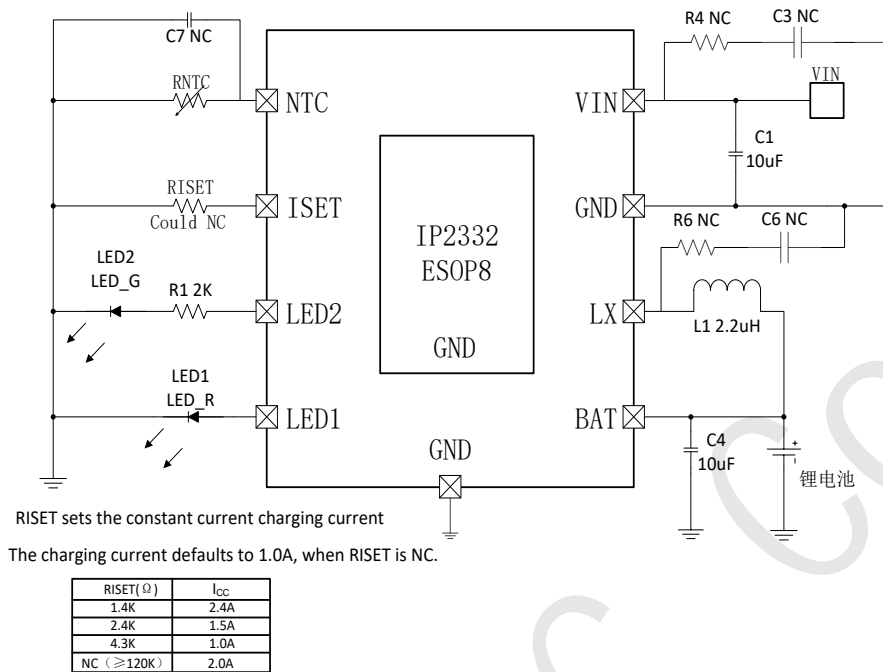 C7 NC
RNTC
NTC
RISET
Could NC
ISET
LED2
LED_G
R1 2K
LED2
LED1
LED_R
LED1
IP2332
ESOP8
GND
GND
R4 NC
C3 NC
VIN
VIN
C1
10uF
GND
R6 NC
C6 NC
LX
L1 2.2uH
BAT
C4
10uF
+
-
锂电池
RISET sets the constant current charging current
The charging current defaults to 1.0A, when RISET is NC.
RISET(Ω) ICC
1.4K 2.4A
2.4K 1.5A
4.3K 1.0A
NC（≥120K） 2.0A